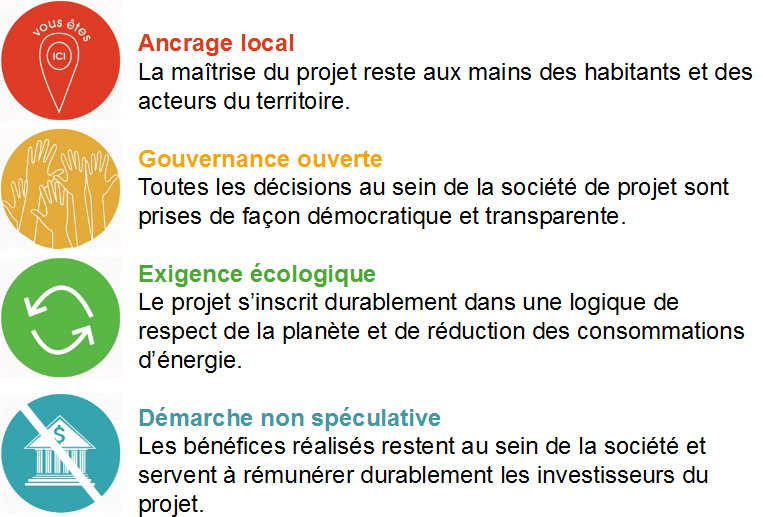 vous êtes
ICI
Ancrage local
La maîtrise du projet reste aux mains des habitants et des
acteurs du territoire.
Gouvernance ouverte
Toutes les décisions au sein de la société de projet sont
prises de façon démocratique et transparente.
Exigence écologique
Le projet s’inscrit durablement dans une logique de
respect de la planète et de réduction des consommations
d’énergie.
$
Démarche non spéculative
Les bénéfices réalisés restent au sein de la société et
servent à rémunérer durablement les investisseurs du
projet.